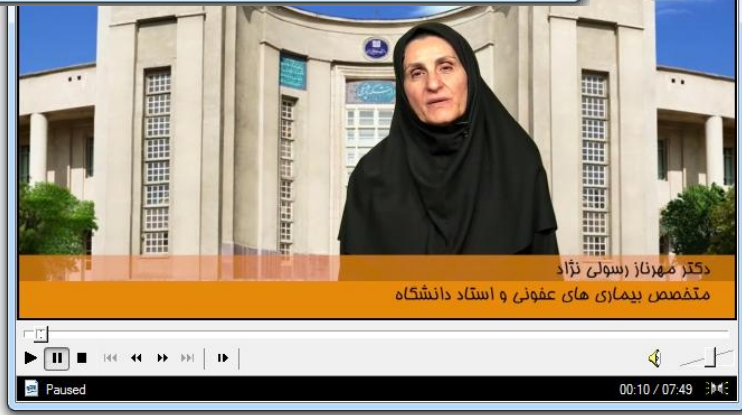 دکتر مهرناز رسولی نژاد
متخصص بیماری های عفونی و استاد دانشگاه
Paused
00:10 / 07:49